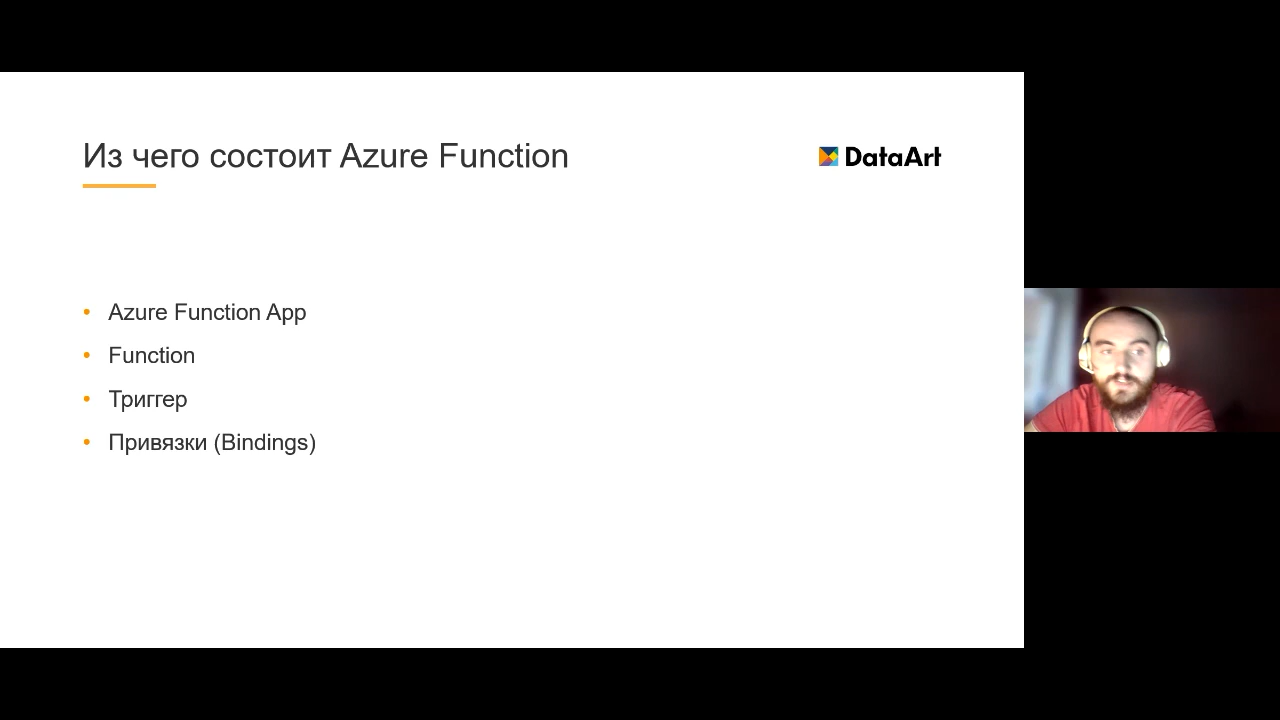 Из чего состоит Azure Function
DataArt
Azure Function App
Function
Триггер
Привязки (Bindings)